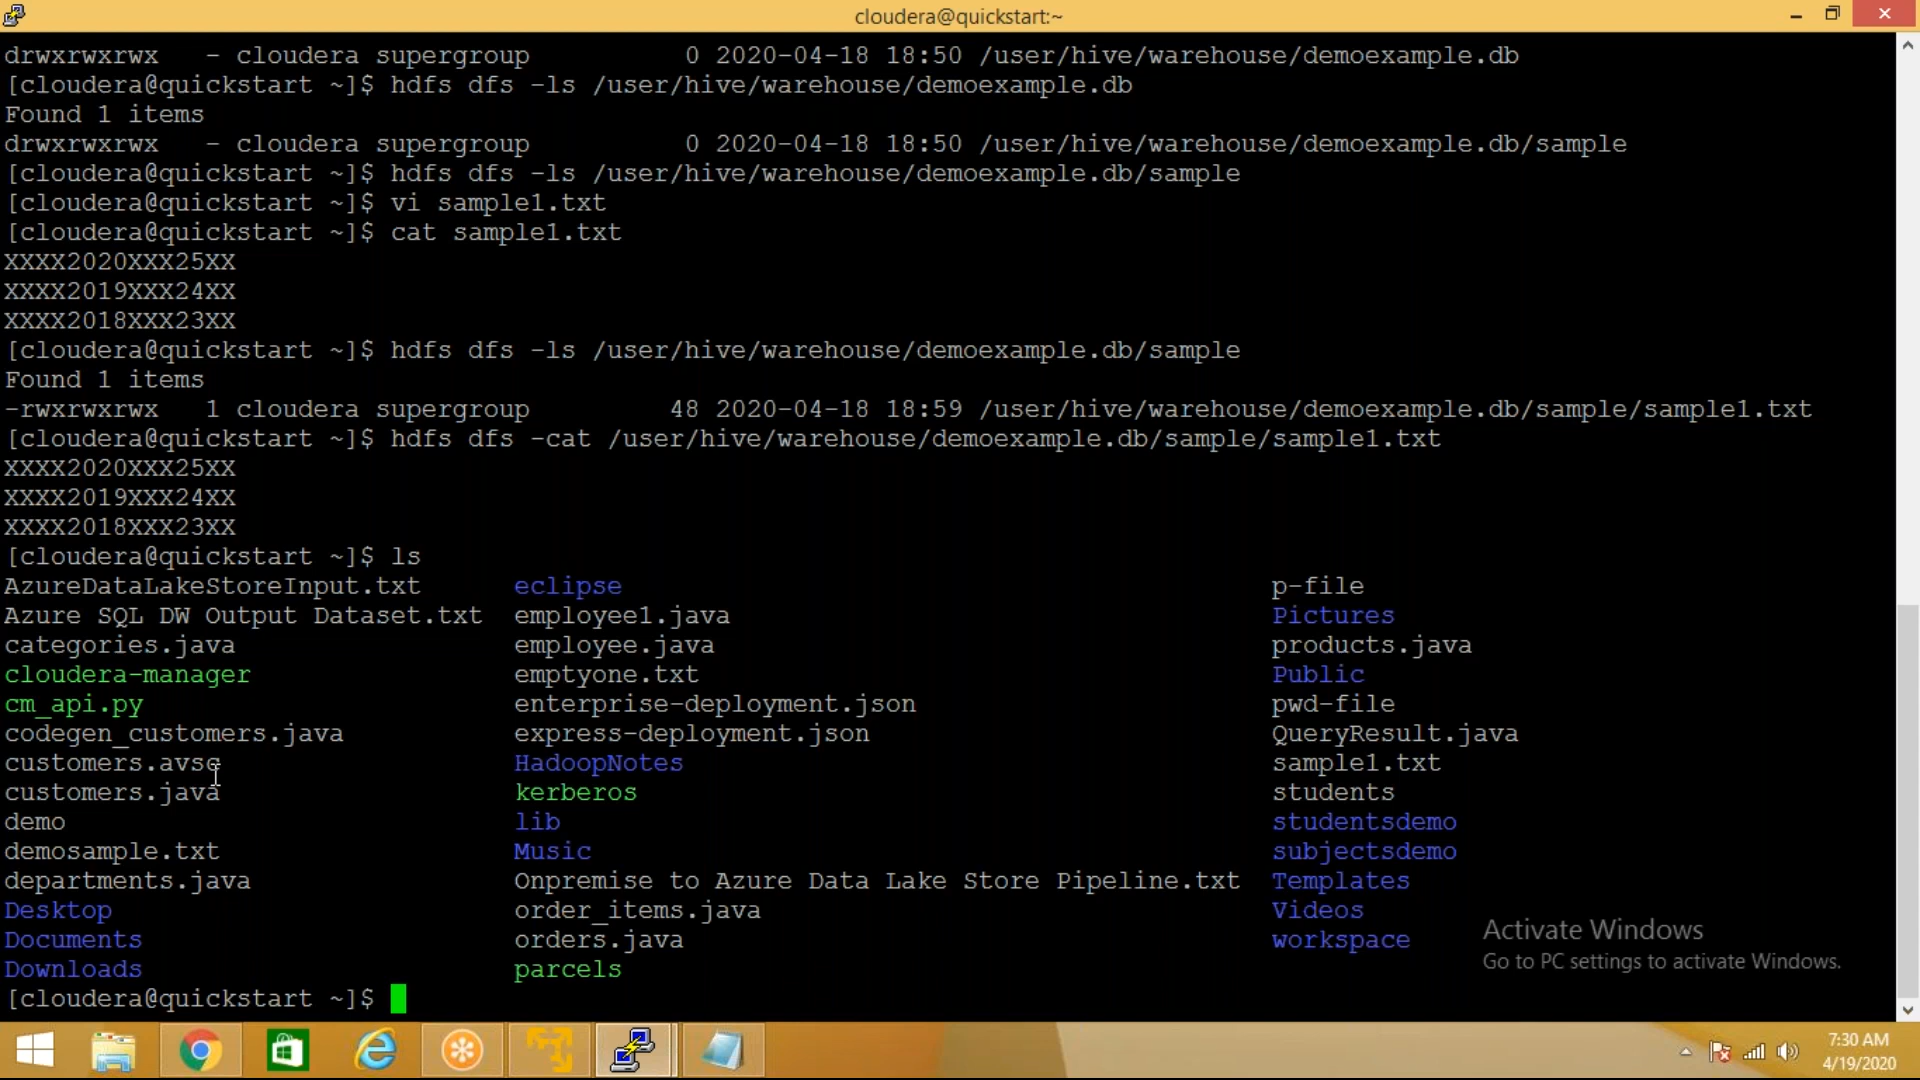 cloudera@quickstart:~
drwxrwxrwx   - cloudera supergroup          0 2020-04-18 18:50 /user/hive/warehouse/demoexample.db
[cloudera@quickstart ~]$ hdfs dfs -ls /user/hive/warehouse/demoexample.db
Found 1 items
drwxrwxrwx   - cloudera supergroup          0 2020-04-18 18:50 /user/hive/warehouse/demoexample.db/sample
[cloudera@quickstart ~]$ hdfs dfs -ls /user/hive/warehouse/demoexample.db/sample
[cloudera@quickstart ~]$ vi sample1.txt
[cloudera@quickstart ~]$ cat sample1.txt
XXXX2020XXX25XX
XXXX2019XXX24XX
XXXX2018XXX23XX
[cloudera@quickstart ~]$ hdfs dfs -ls /user/hive/warehouse/demoexample.db/sample
Found 1 items
-rwxrwxrwx   1 cloudera supergroup         48 2020-04-18 18:59 /user/hive/warehouse/demoexample.db/sample/sample1.txt
[cloudera@quickstart ~]$ hdfs dfs -cat /user/hive/warehouse/demoexample.db/sample/sample1.txt
XXXX2020XXX25XX
XXXX2019XXX24XX
XXXX2018XXX23XX
[cloudera@quickstart ~]$ ls
AzureDataLakeStoreInput.txt      eclipse      p-file
Azure SQL DW Output Dataset.txt  employee1.java      Pictures
categories.java      employee.java      products.java
cloudera-manager      emptyone.txt      Public
cm_api.py      enterprise-deployment.json      pwd-file
codegen_customers.java      express-deployment.json      QueryResult.java
customers.avsc      HadoopNotes      sample1.txt
customers.java      kerberos      students
demo      lib      studentsdemo
demosample.txt      Music      subjectsdemo
departments.java      Onpremise to Azure Data Lake Store Pipeline.txt  Templates
Desktop      order_items.java      Videos
Documents      orders.java      workspace
Downloads      parcels
[cloudera@quickstart ~]$
Activate Windows
Go to PC settings to activate Windows.
7:30 AM
4/19/2020